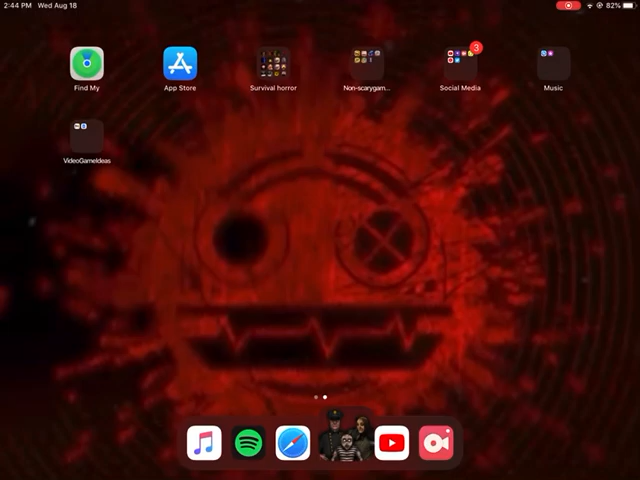 2:44 PM Wed Aug 18 82%
Find My App Store Survival horror Non-scarygam... Social Media Music
3
VideoGameIdeas